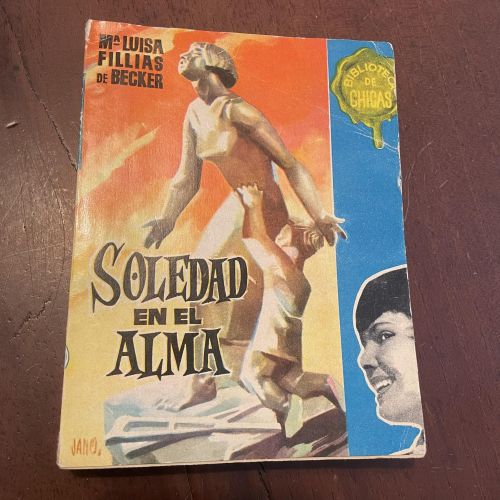 Mª LUISA
FILLIAS
DE BECKER
BIBLIOTECA
DE
CHICAS
SOLEDAD
EN EL
ALMA
JANO.